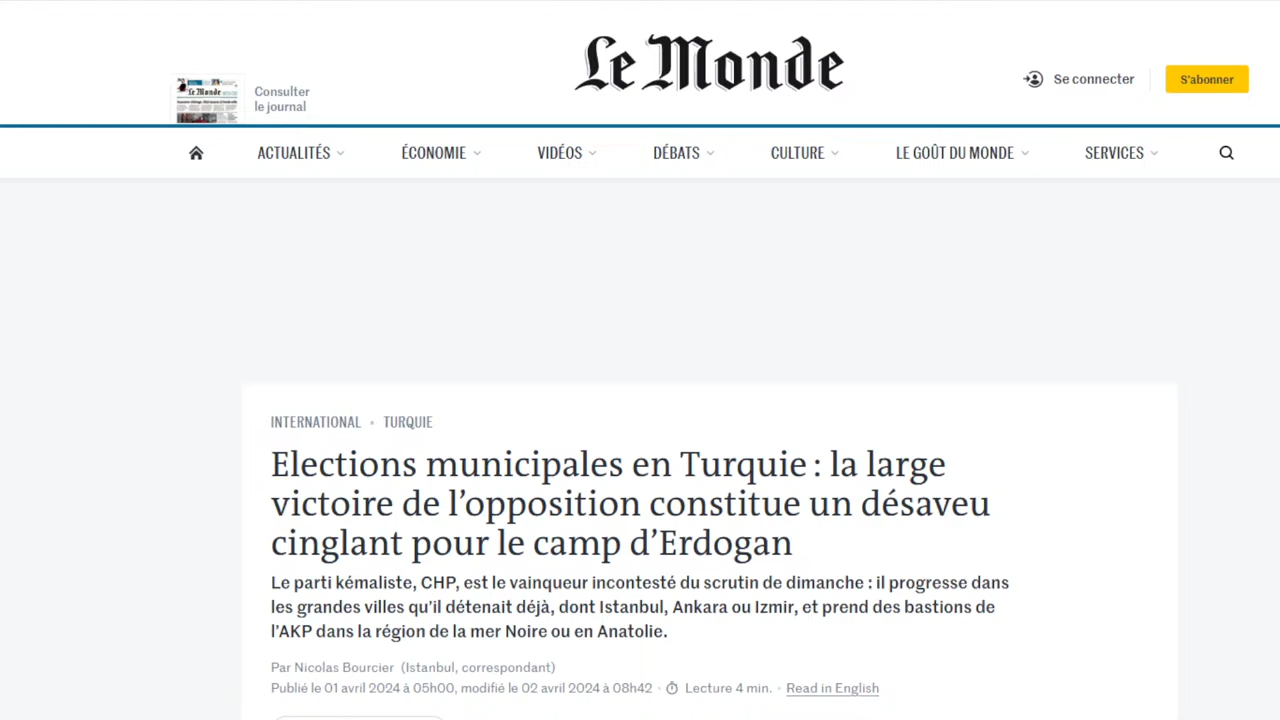 Le Monde
Consulter
le journal
Se connecter
S'abonner
Le Monde
ACTUALITÉS
ÉCONOMIE
VIDÉOS
DÉBATS
CULTURE
LE GOÛT DU MONDE
SERVICES
INTERNATIONAL • TURQUIE
Elections municipales en Turquie : la large
victoire de l’opposition constitue un désaveu
cinglant pour le camp d’Erdogan
Le parti kémaliste, CHP, est le vainqueur incontesté du scrutin de dimanche : il progresse dans
les grandes villes qu’il détenait déjà, dont Istanbul, Ankara ou Izmir, et prend des bastions de
l’AKP dans la région de la mer Noire ou en Anatolie.
Par Nicolas Bourcier (Istanbul, correspondant)
Publié le 01 avril 2024 à 05h00, modifié le 02 avril 2024 à 08h42 • Lecture 4 min. • Read in English